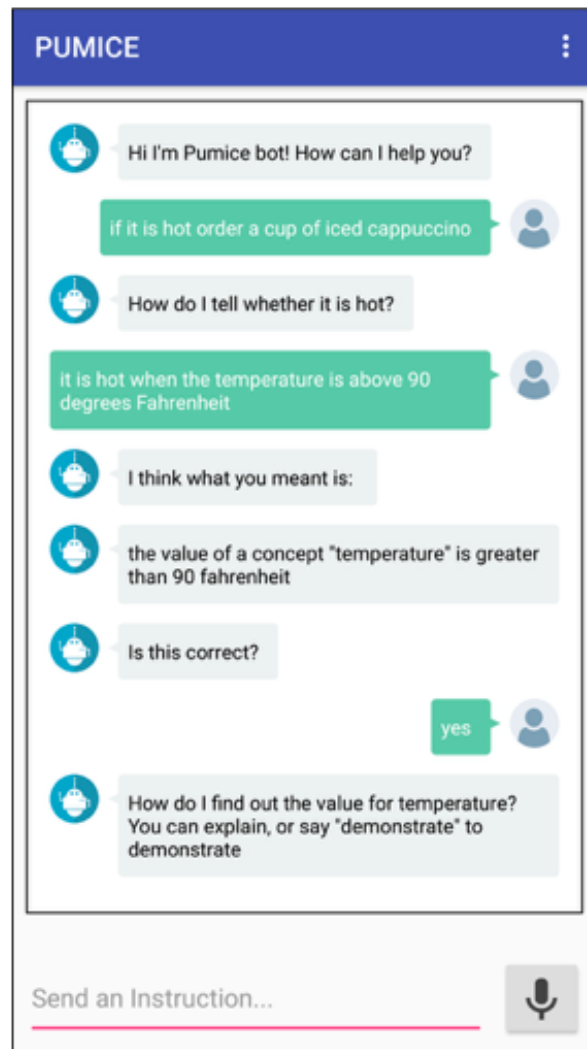 PUMICE
Hi I'm Pumice bot! How can I help you?
if it is hot order a cup of iced cappuccino
How do I tell whether it is hot?
it is hot when the temperature is above 90
degrees Fahrenheit
I think what you meant is:
the value of a concept "temperature" is greater
than 90 fahrenheit
Is this correct?
yes
How do I find out the value for temperature?
You can explain, or say "demonstrate" to
demonstrate
Send an Instruction...